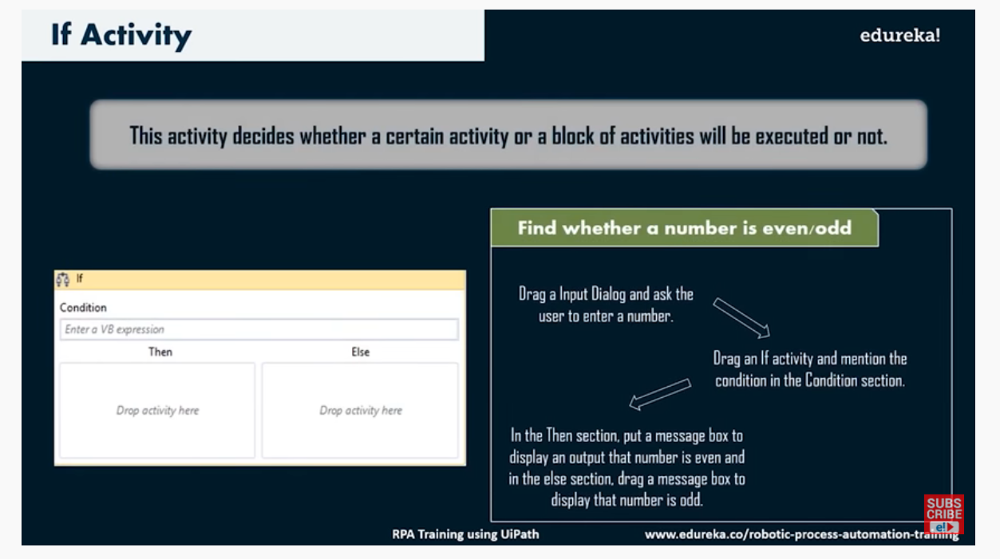 If Activity
edureka!
This activity decides whether a certain activity or a block of activities will be executed or not.
If
Condition
Enter a VB expression
Then
Else
Drop activity here
Drop activity here
Find whether a number is even/odd
Drag a Input Dialog and ask the
user to enter a number.
Drag an If activity and mention the
condition in the Condition section.
In the Then section, put a message box to
display an output that number is even and
in the else section, drag a message box to
display that number is odd.
SUBS
CRIBE
e!
RPA Training using UiPath
www.edureka.co/robotic-process-automation-training